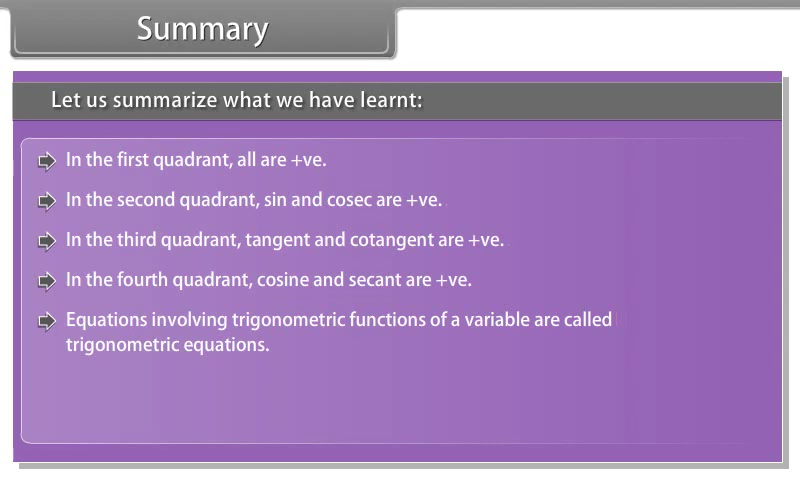 Summary
Let us summarize what we have learnt:
In the first quadrant, all are +ve.
In the second quadrant, sin and cosec are +ve.
In the third quadrant, tangent and cotangent are +ve.
In the fourth quadrant, cosine and secant are +ve.
Equations involving trigonometric functions of a variable are called
trigonometric equations.